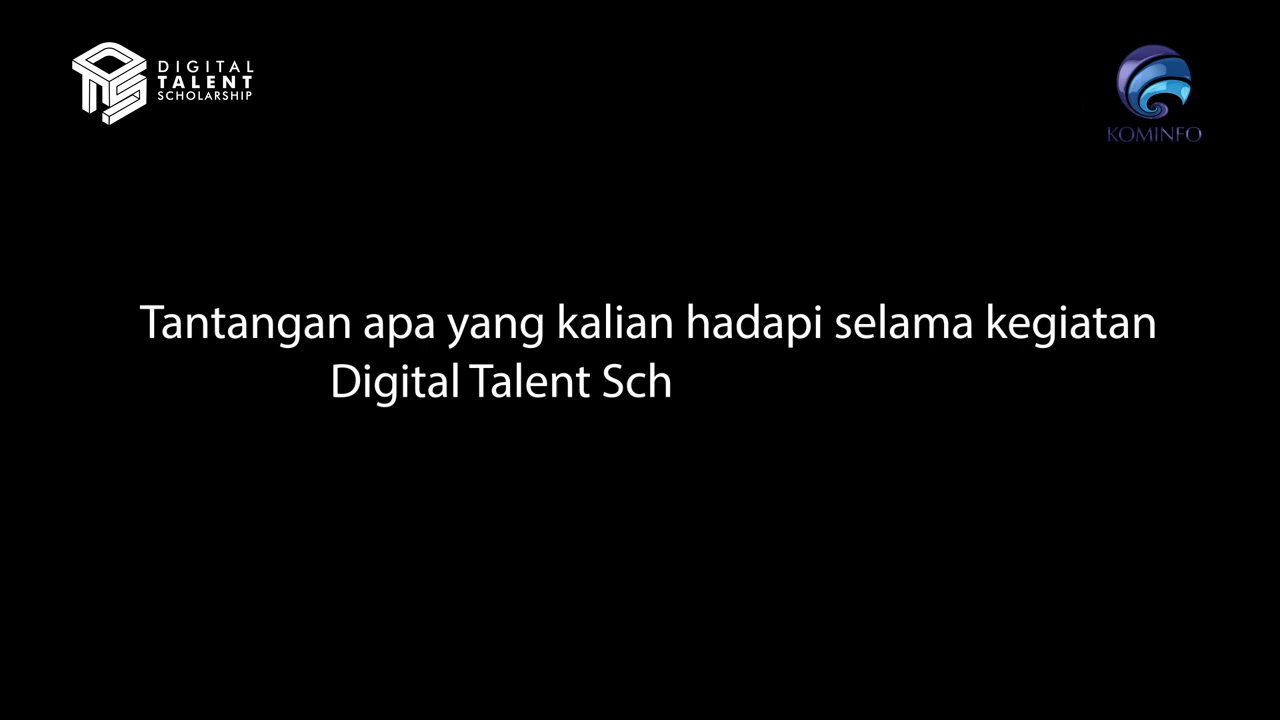 DIGITAL
TALENT
SCHOLARSHIP
KOMINFO
Tantangan apa yang kalian hadapi selama kegiatan
Digital Talent Sch